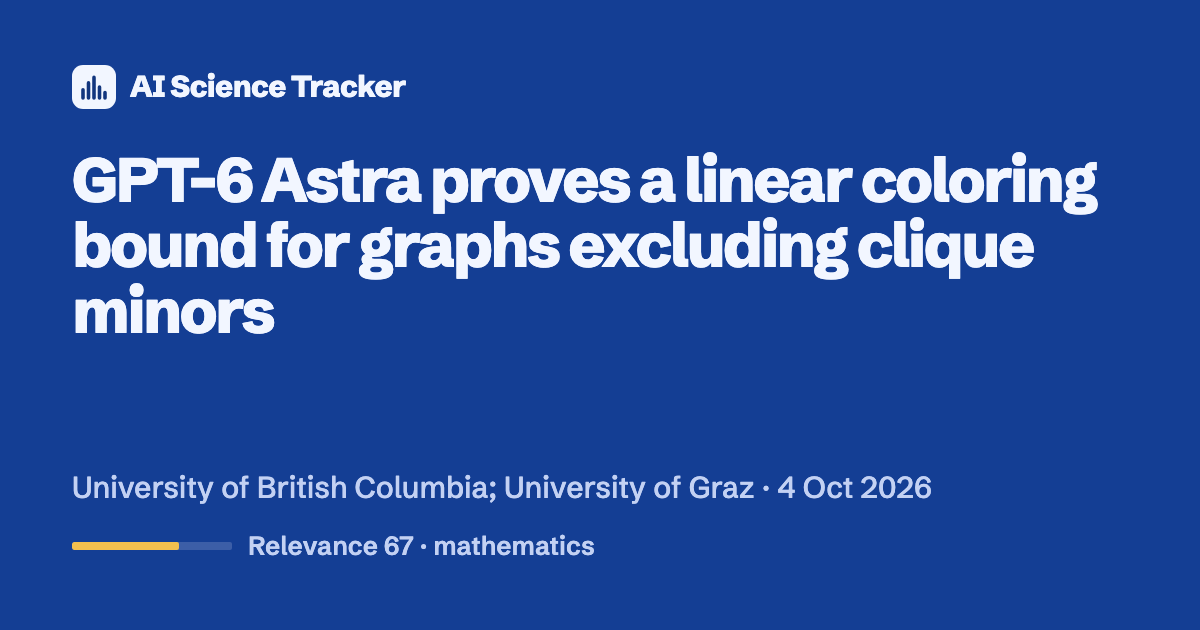 AI Science Tracker
GPT-6 Astra proves a linear coloring
bound for graphs excluding clique
minors
University of British Columbia; University of Graz · 4 Oct 2026
Relevance 67 · mathematics